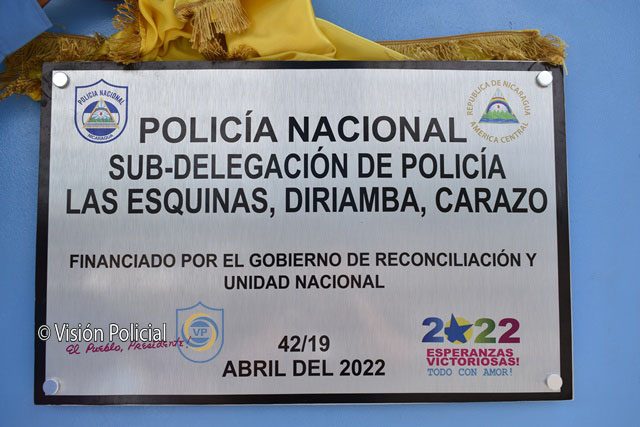 POLICIA NACIONAL
NICARAGUA
REPUBLICA DE NICARAGUA
AMERICA CENTRAL
POLICÍA NACIONAL
SUB-DELEGACIÓN DE POLICÍA
LAS ESQUINAS, DIRIAMBA, CARAZO
FINANCIADO POR EL GOBIERNO DE RECONCILIACIÓN Y
UNIDAD NACIONAL
© Visión Policial
VP
El Pueblo, Presidente!
42/19
ABRIL DEL 2022
2022
ESPERANZAS
VICTORIOSAS!
TODO CON AMOR!